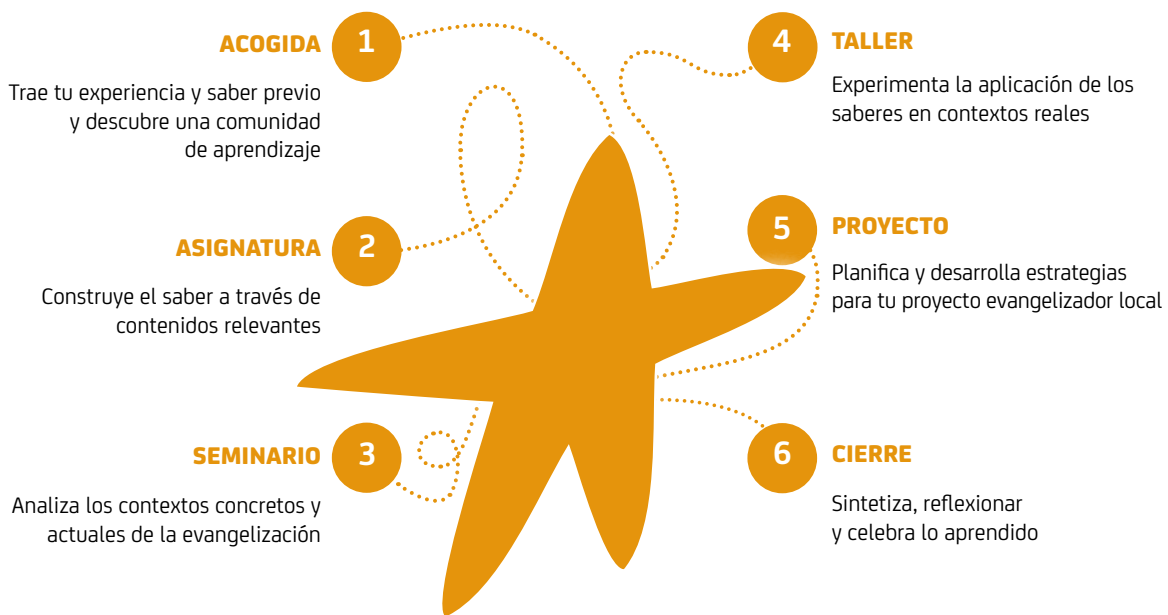 ACOGIDA
1
Trae tu experiencia y saber previo
y descubre una comunidad
de aprendizaje
ASIGNATURA
2
Construye el saber a través de
contenidos relevantes
SEMINARIO
3
Analiza los contextos concretos y
actuales de la evangelización
4
TALLER
Experimenta la aplicación de los
saberes en contextos reales
5
PROYECTO
Planifica y desarrolla estrategias
para tu proyecto evangelizador local
6
CIERRE
Sintetiza, reflexionar
y celebra lo aprendido